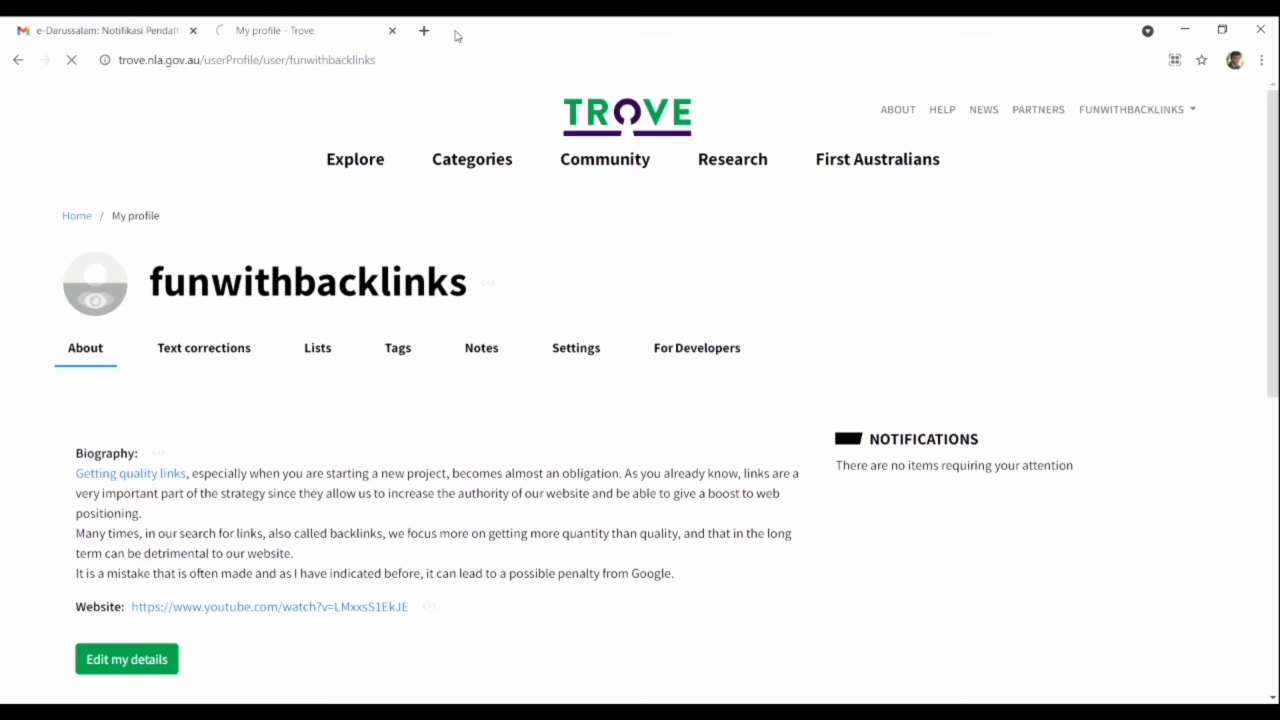 e-Darussalam: Notifikasi Pendaf
My profile - Trove
trove.nla.gov.au/userProfile/user/funwithbacklinks
TROVE
ABOUT HELP NEWS PARTNERS FUNWITHBACKLINKS
Explore Categories Community Research First Australians
Home / My profile
funwithbacklinks
About Text corrections Lists Tags Notes Settings For Developers
NOTIFICATIONS
There are no items requiring your attention
Biography:
Getting quality links, especially when you are starting a new project, becomes almost an obligation. As you already know, links are a
very important part of the strategy since they allow us to increase the authority of our website and be able to give a boost to web
positioning.
Many times, in our search for links, also called backlinks, we focus more on getting more quantity than quality, and that in the long
term can be detrimental to our website.
It is a mistake that is often made and as I have indicated before, it can lead to a possible penalty from Google.
Website: https://www.youtube.com/watch?v=LMxxsS1EkJE
Edit my details